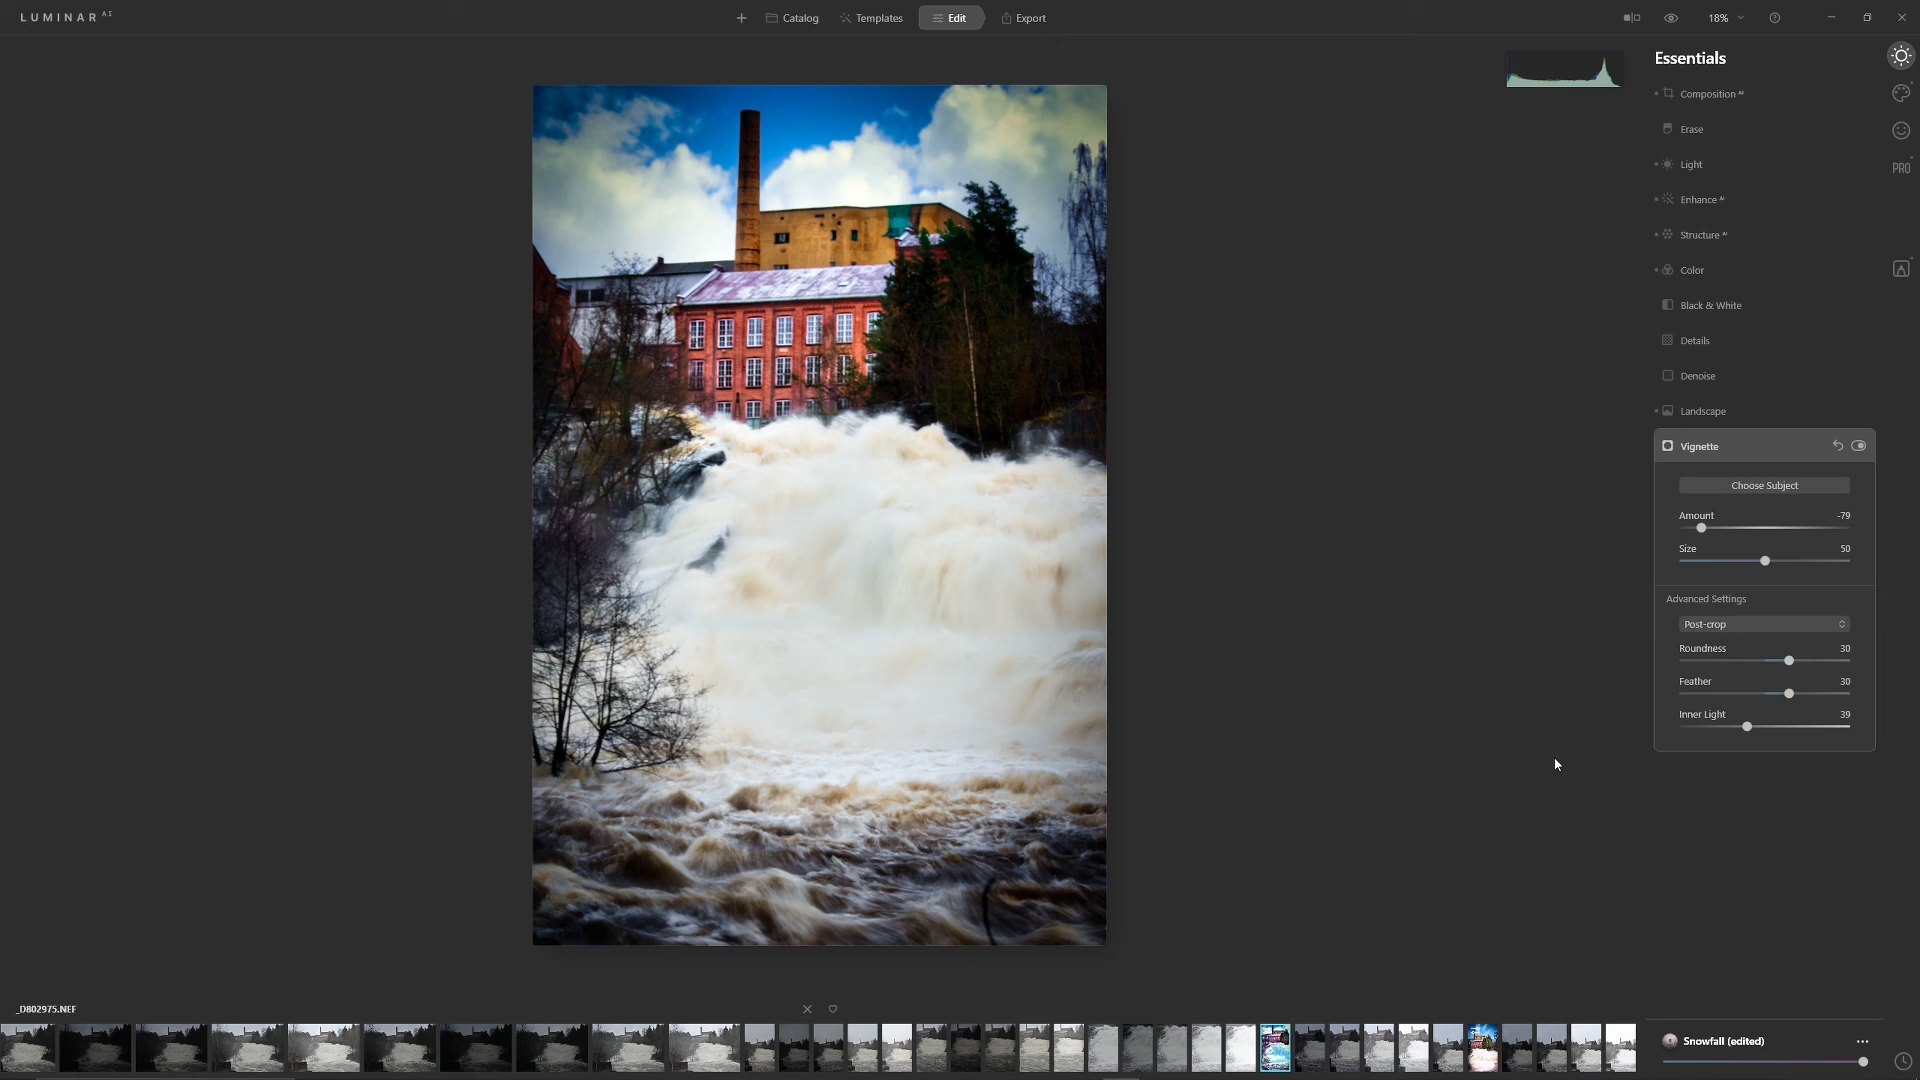 LUMINAR AI
Catalog
Templates
Edit
Export
18%
Essentials
Composition AI
Erase
Light
PRO
Enhance AI
Structure AI
Color
Black & White
Details
Denoise
Landscape
Vignette
Choose Subject
Amount -79
Size 50
Advanced Settings
Post-crop
Roundness 30
Feather 30
Inner Light 39
_D802975.NEF
Snowfall (edited)